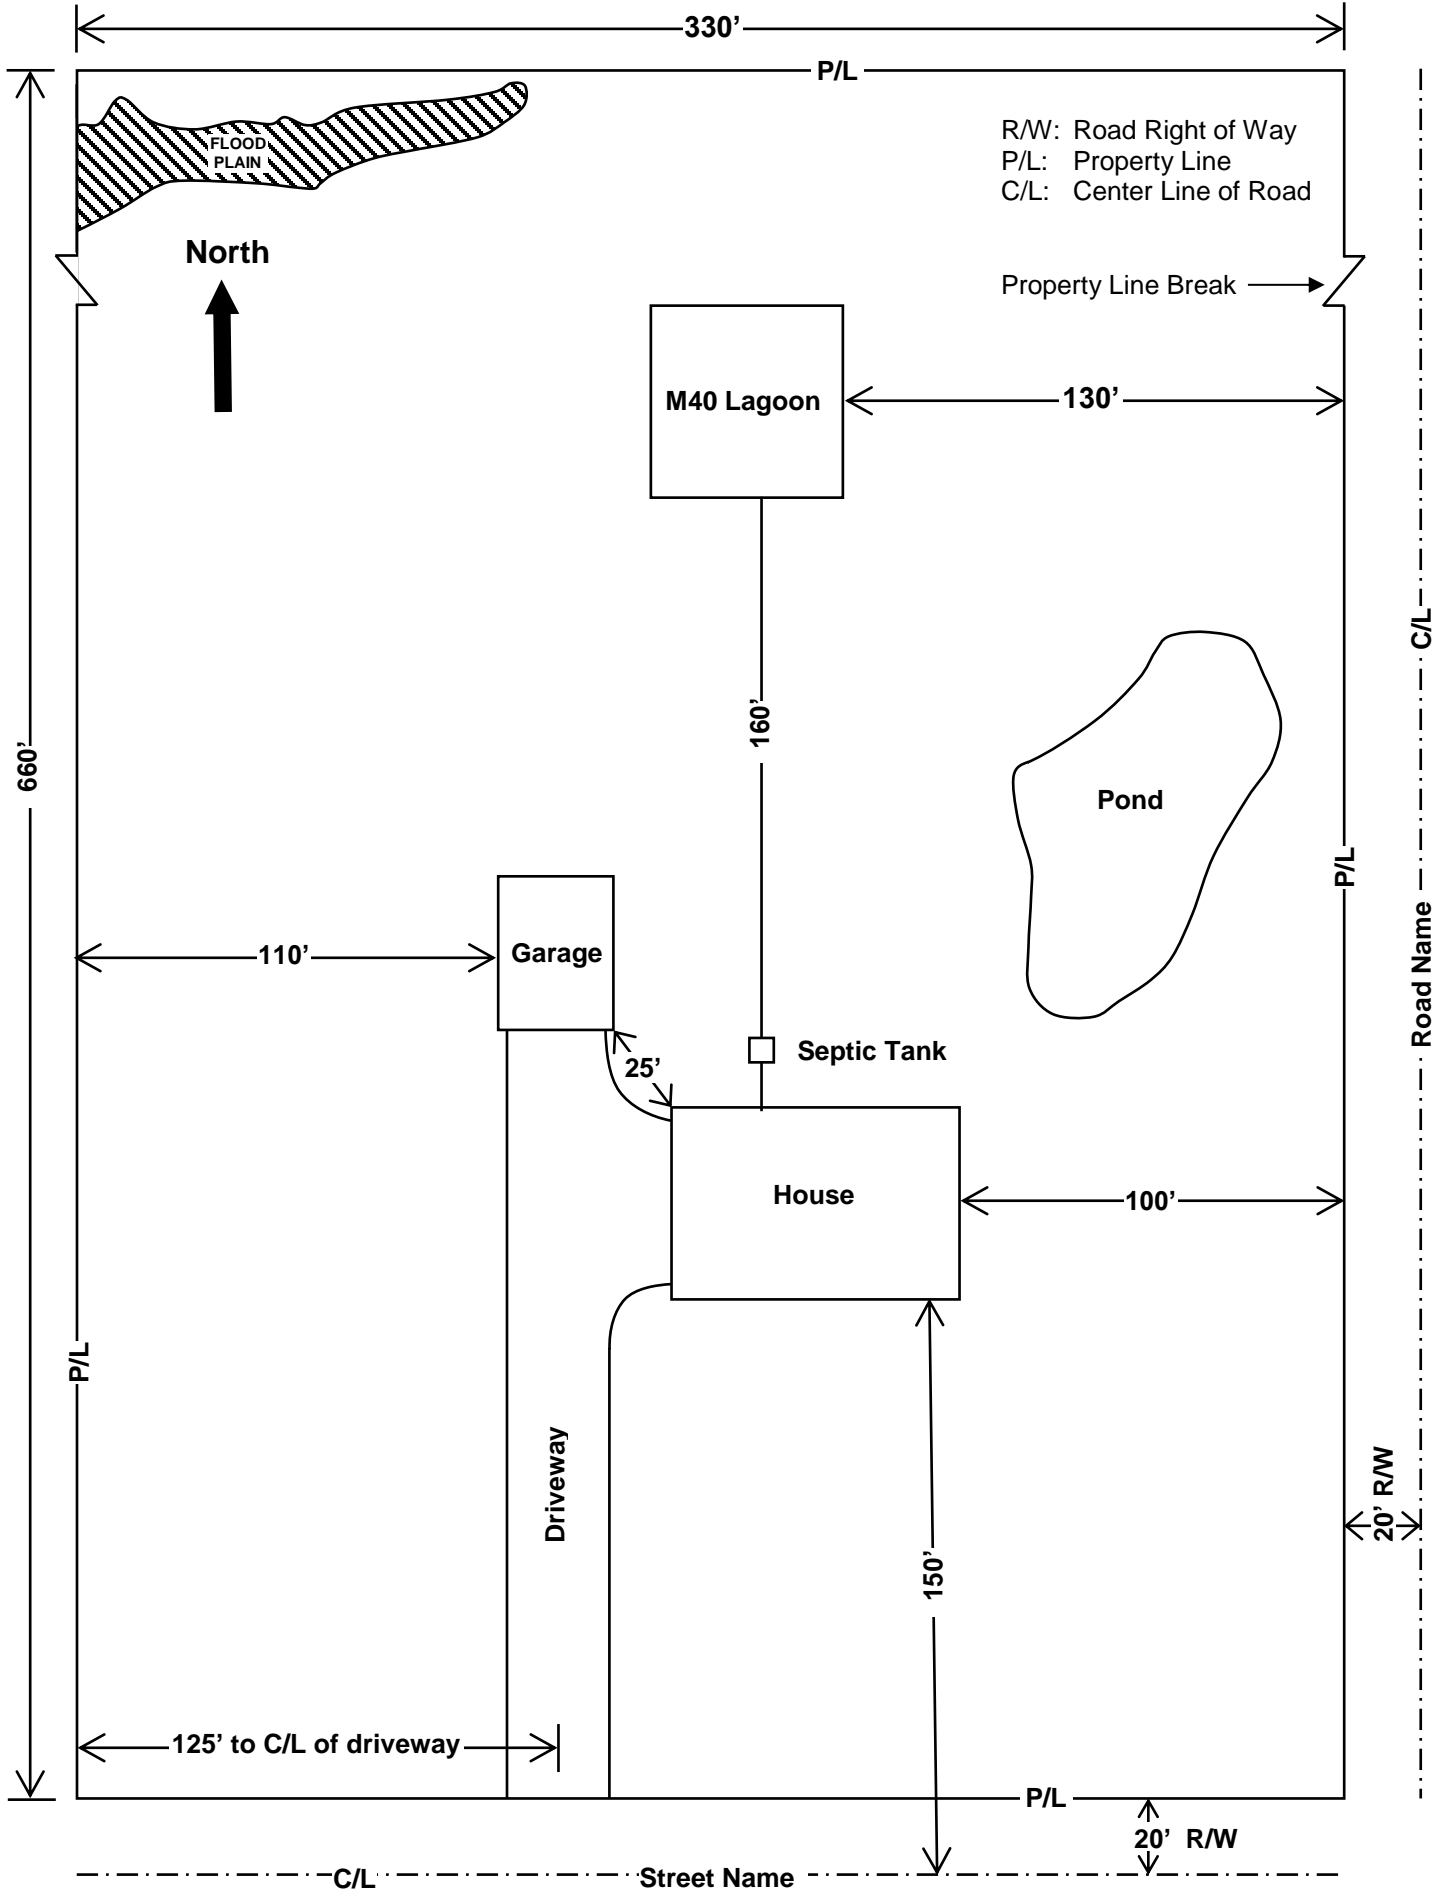 330’
P/L
FLOOD
PLAIN
R/W: Road Right of Way
P/L: Property Line
C/L: Center Line of Road
North
Property Line Break
M40 Lagoon
130’
C/L
160’
660’
Pond
P/L
110’
Garage
Road Name
Septic Tank
25’
House
100’
P/L
Driveway
20’ R/W
150’
125’ to C/L of driveway
P/L
20’ R/W
C/L
Street Name